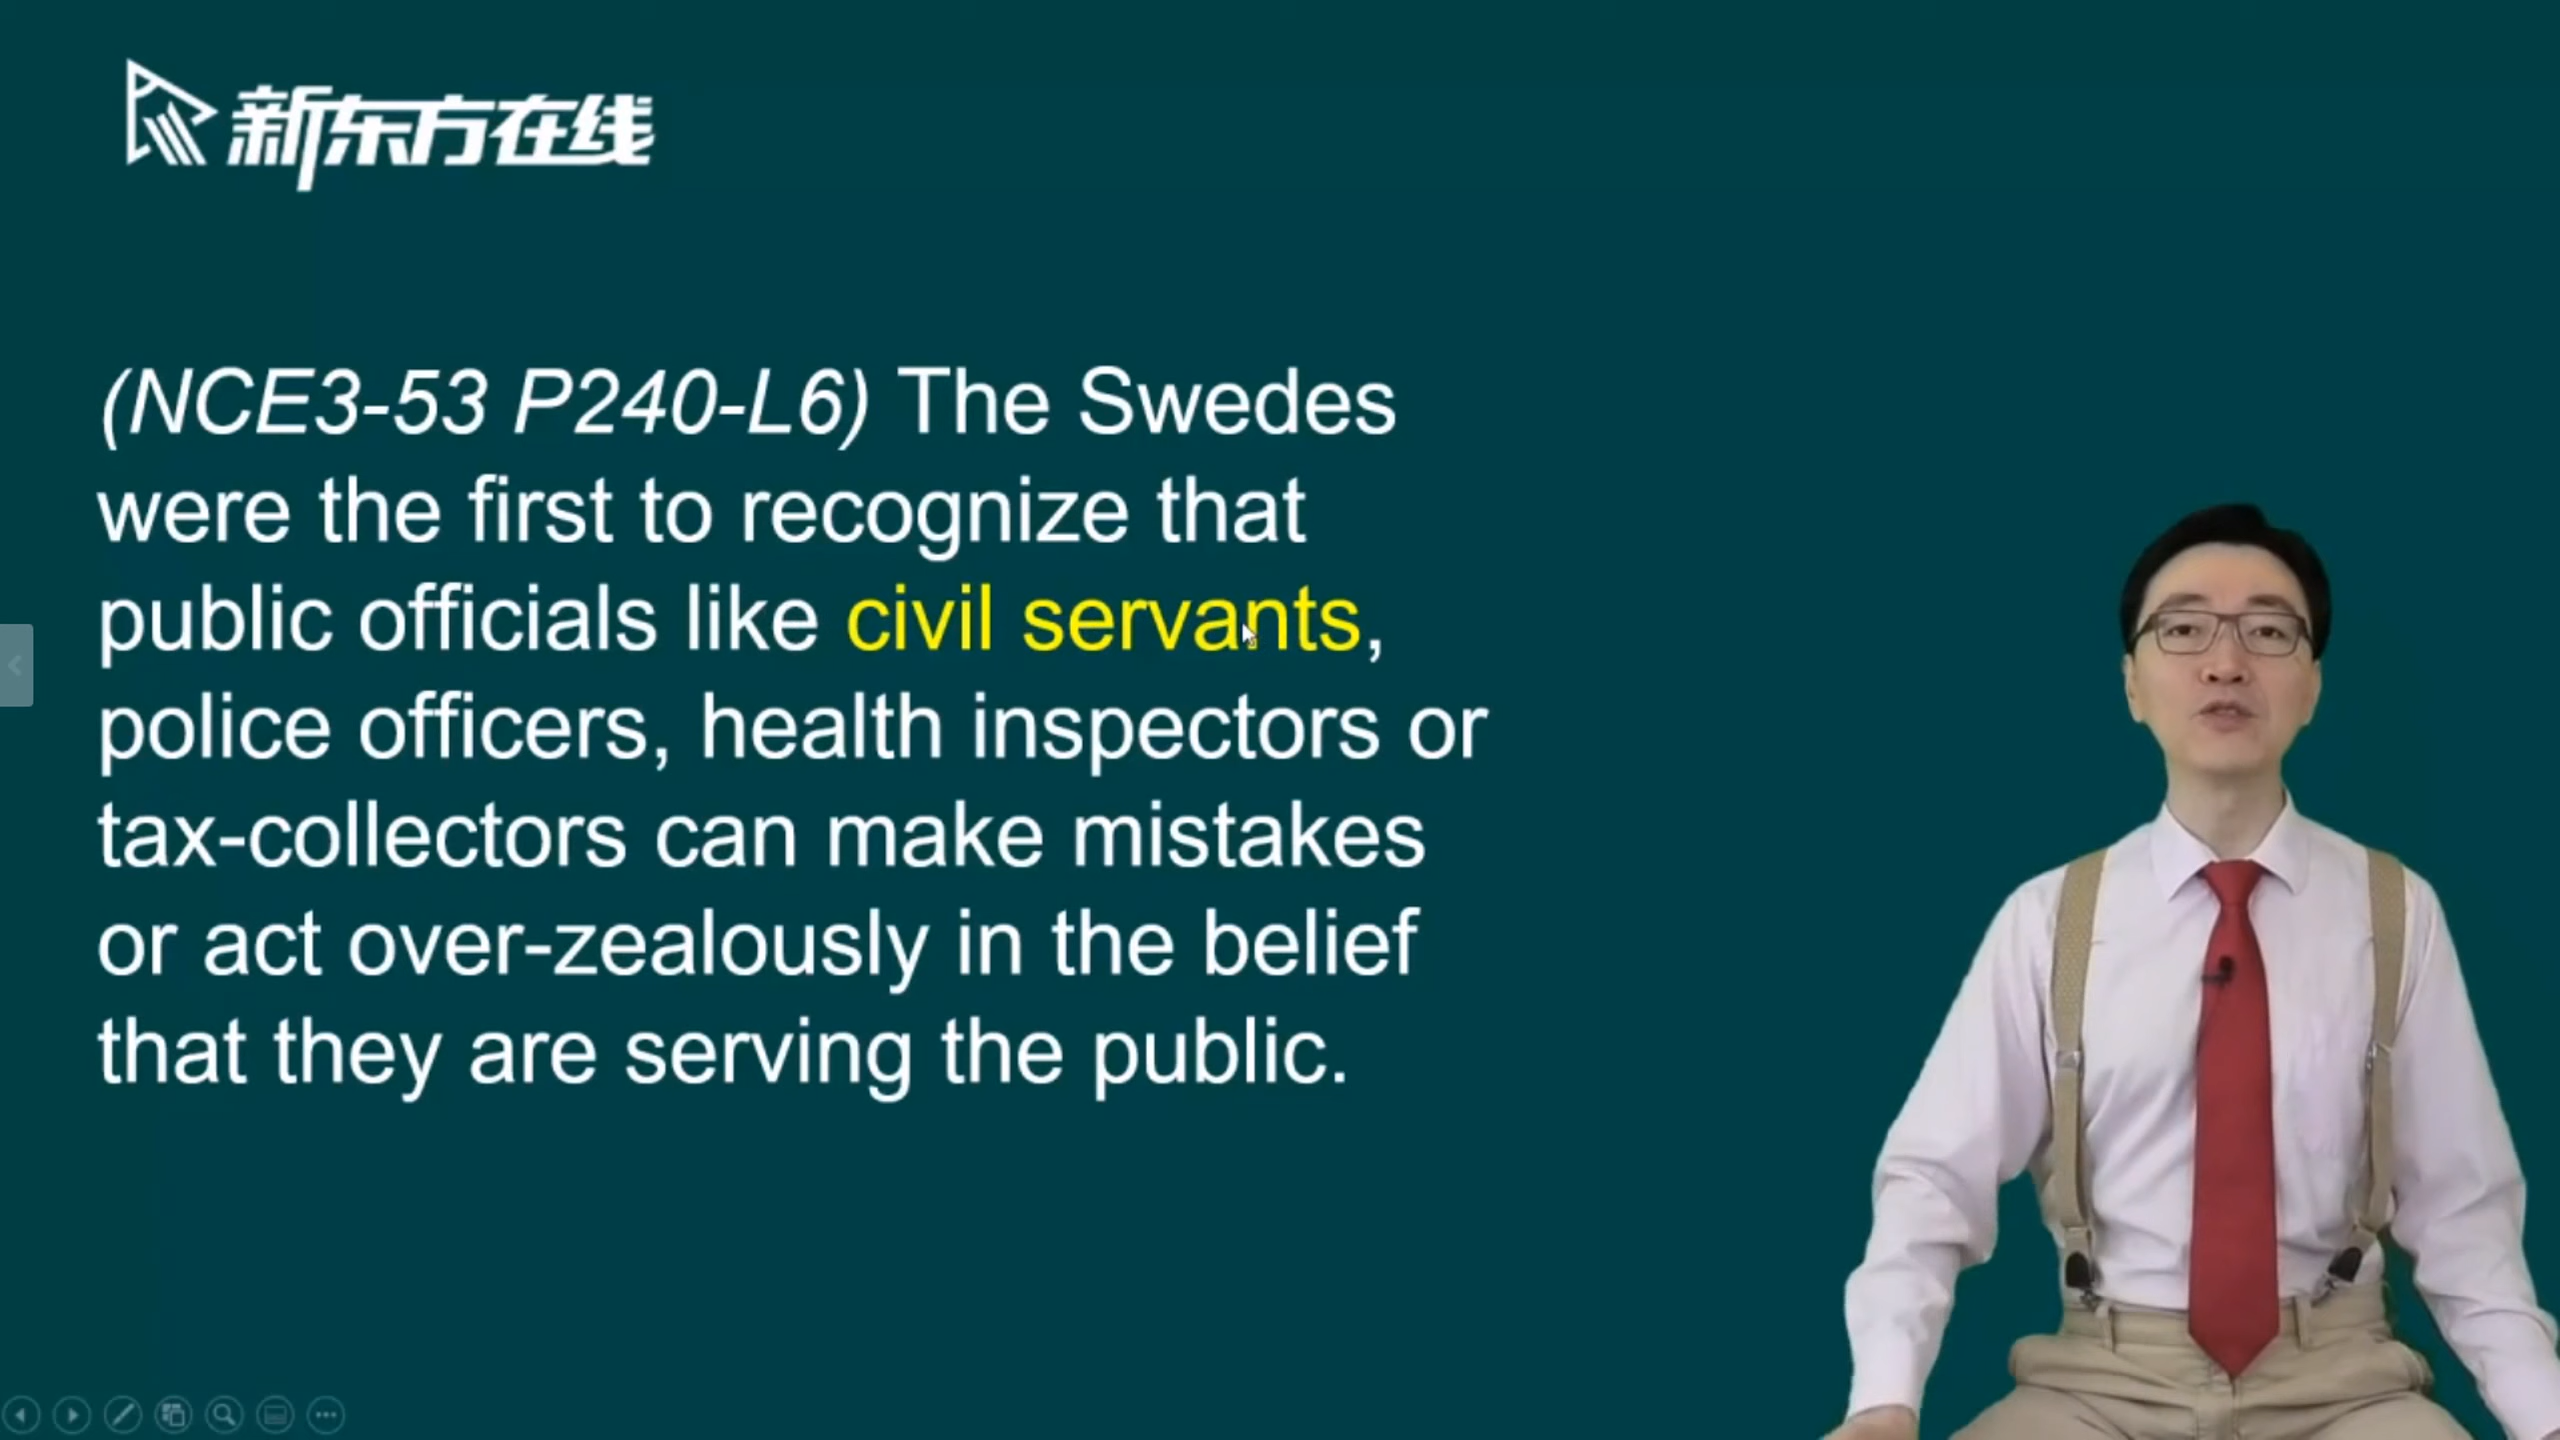 新东方在线
(NCE3-53 P240-L6) The Swedes
were the first to recognize that
public officials like civil servants,
police officers, health inspectors or
tax-collectors can make mistakes
or act over-zealously in the belief
that they are serving the public.